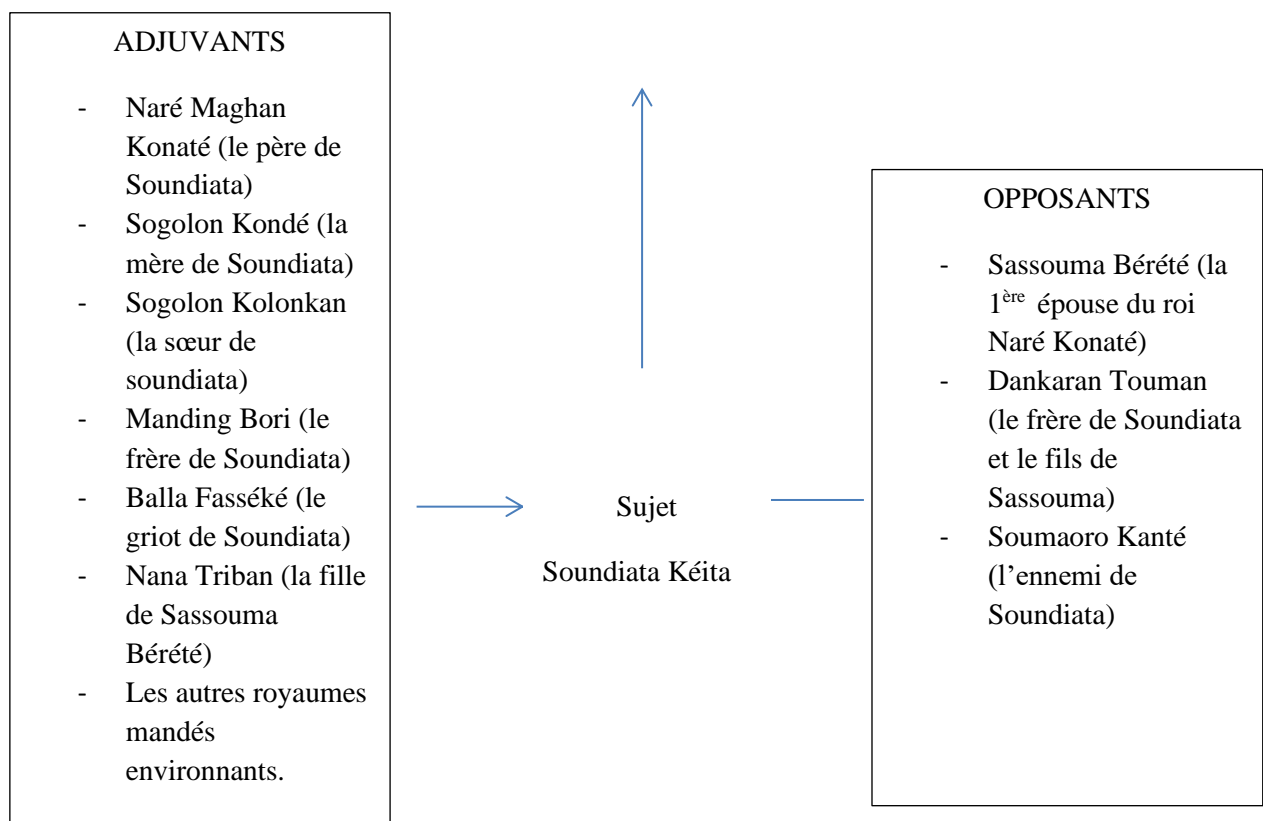 ADJUVANTS
- Naré Maghan
Konaté (le père de
Soundiata)
- Sogolon Kondé (la
mère de Soundiata)
- Sogolon Kolonkan
(la sœur de
soundiata)
- Manding Bori (le
frère de Soundiata)
- Balla Fasséké (le
griot de Soundiata)
- Nana Triban (la fille
de Sassouma
Bérété)
- Les autres royaumes
mandés
environnants.
Sujet
Soundiata Kéita
OPPOSANTS
- Sassouma Bérété (la
1ère épouse du roi
Naré Konaté)
- Dankaran Touman
(le frère de Soundiata
et le fils de
Sassouma)
- Soumaoro Kanté
(l’ennemi de
Soundiata)